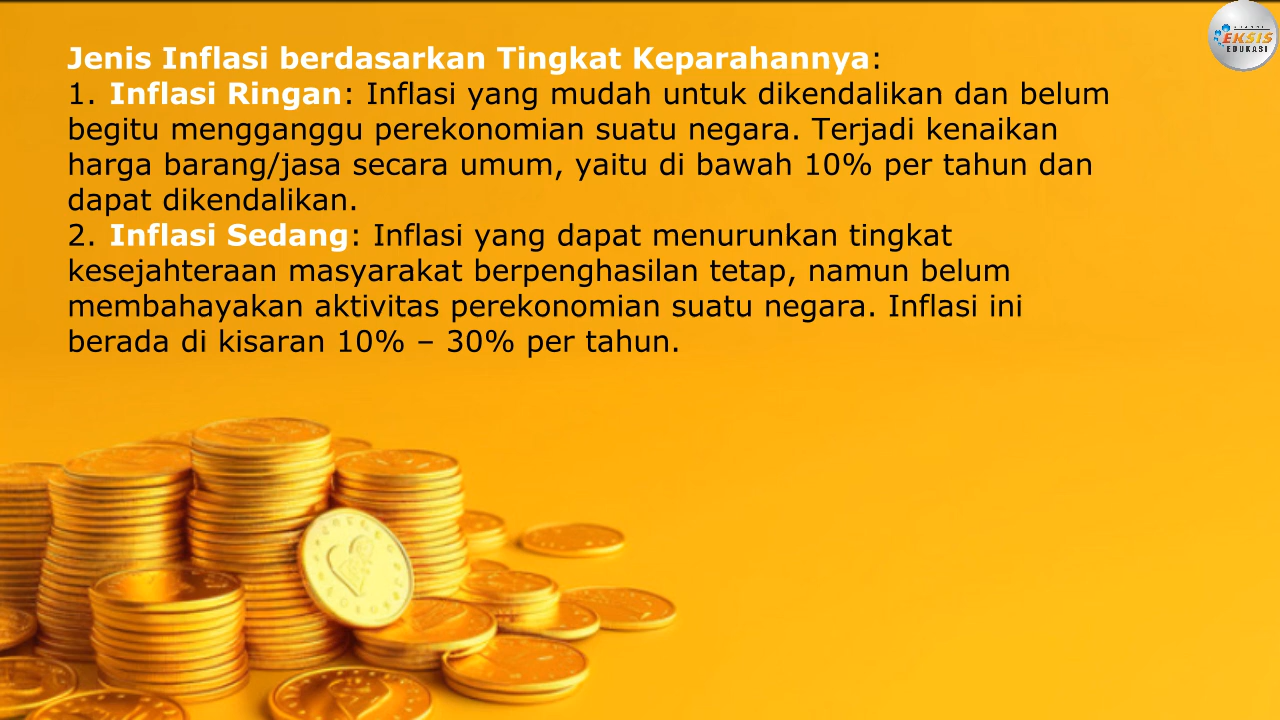 EKSIS
EDUKASI
Jenis Inflasi berdasarkan Tingkat Keparahannya:
1. Inflasi Ringan: Inflasi yang mudah untuk dikendalikan dan belum
begitu mengganggu perekonomian suatu negara. Terjadi kenaikan
harga barang/jasa secara umum, yaitu di bawah 10% per tahun dan
dapat dikendalikan.
2. Inflasi Sedang: Inflasi yang dapat menurunkan tingkat
kesejahteraan masyarakat berpenghasilan tetap, namun belum
membahayakan aktivitas perekonomian suatu negara. Inflasi ini
berada di kisaran 10% – 30% per tahun.